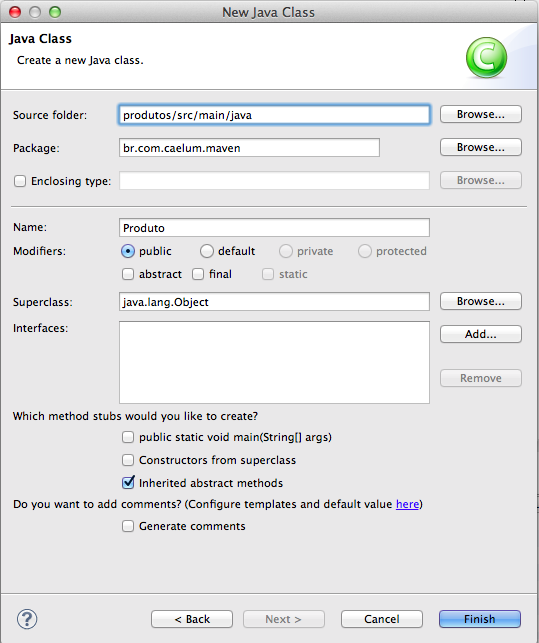 New Java Class
Java Class
Create a new Java class.
C
Source folder: produtos/src/main/java Browse...
Package: br.com.caelum.maven Browse...
Enclosing type: Browse...
Name: Produto
Modifiers: public default private protected
abstract final static
Superclass: java.lang.Object Browse...
Interfaces: Add...
Remove
Which method stubs would you like to create?
public static void main(String[] args)
Constructors from superclass
Inherited abstract methods
Do you want to add comments? (Configure templates and default value here)
Generate comments
? < Back Next > Cancel Finish